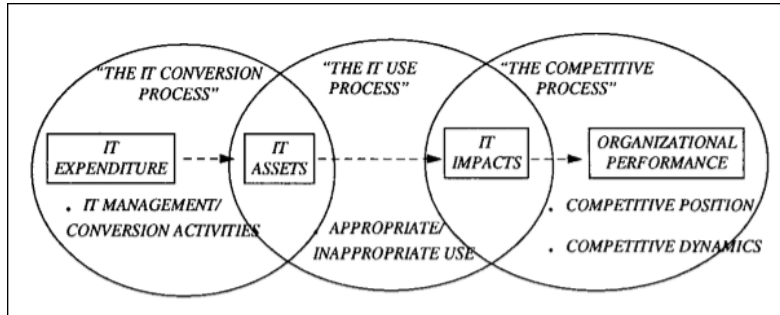 “THE IT CONVERSION
PROCESS”
“THE IT USE
PROCESS”
“THE COMPETITIVE
PROCESS”
IT
EXPENDITURE
IT
ASSETS
IT
IMPACTS
ORGANIZATIONAL
PERFORMANCE
. IT MANAGEMENT/
CONVERSION ACTIVITIES
. APPROPRIATE/
INAPPROPRIATE USE
. COMPETITIVE POSITION
. COMPETITIVE DYNAMICS